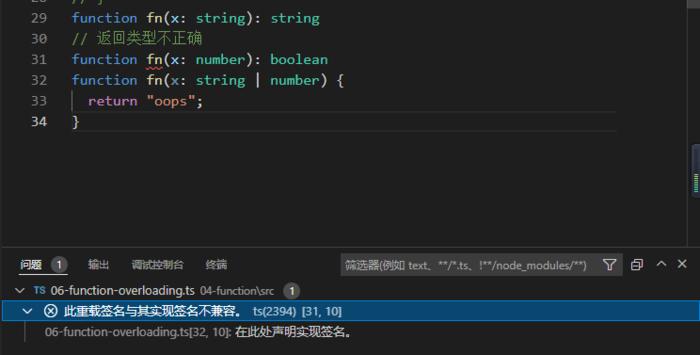 29 function fn(x: string): string
30 // 返回类型不正确
31 function fn(x: number): boolean
32 function fn(x: string | number) {
33 return "oops";
34 }
问题 1 输出 调试控制台 终端 筛选器(例如 text、**/*.ts、!**/node_modules/**)
TS 06-function-overloading.ts 04-function\src 1
此重载签名与其实现签名不兼容。 ts(2394) [31, 10]
06-function-overloading.ts[32, 10]: 在此处声明实现签名。